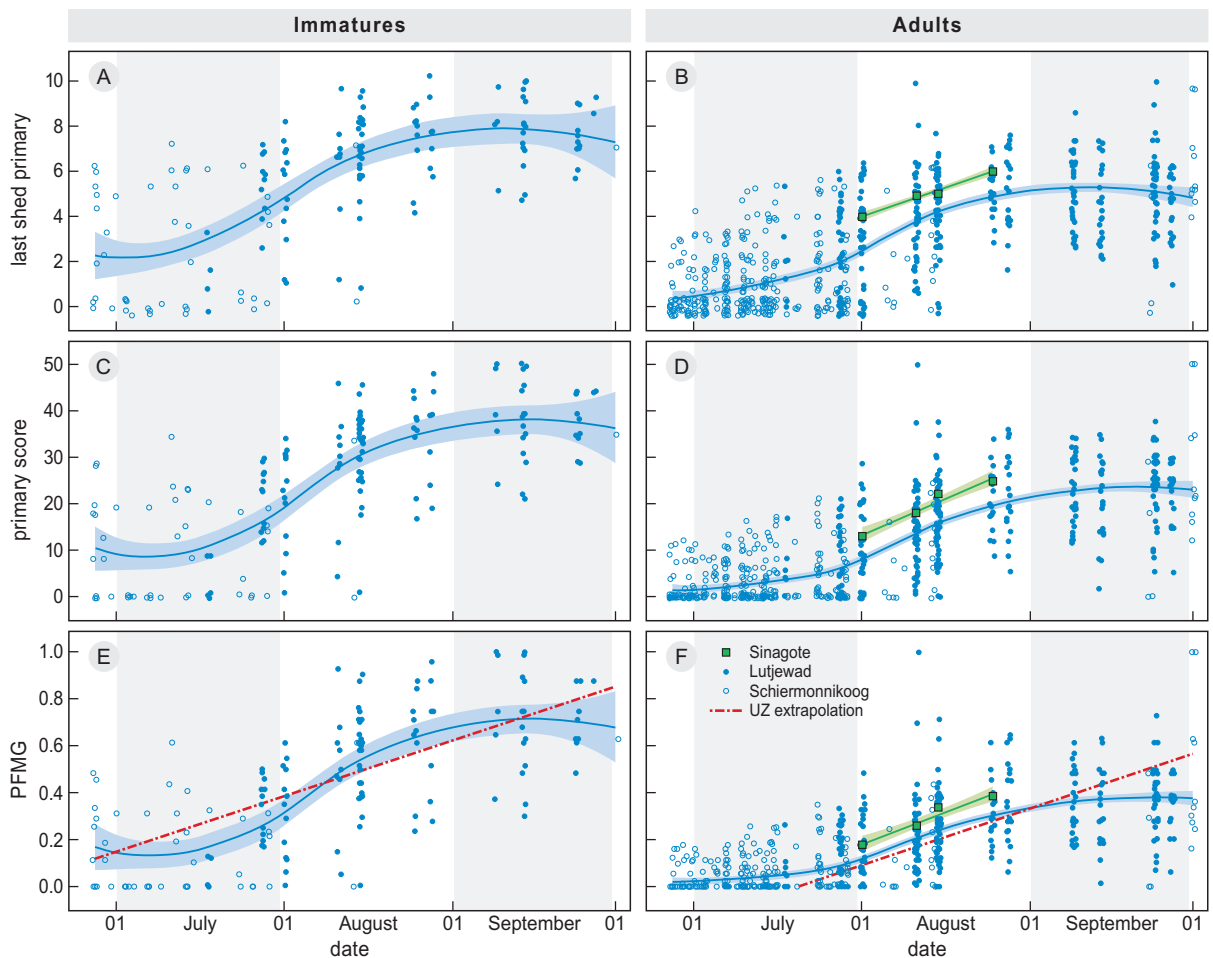 Immatures
Adults
A
B
last shed primary
10
8
6
4
2
0
C
D
primary score
50
40
30
20
10
0
E
F
PFMG
1.0
0.8
0.6
0.4
0.2
0.0
Sinagote
Lutjewad
Schiermonnikoog
UZ extrapolation
01 July 01 August 01 September 01
01 July 01 August 01 September 01
date
date